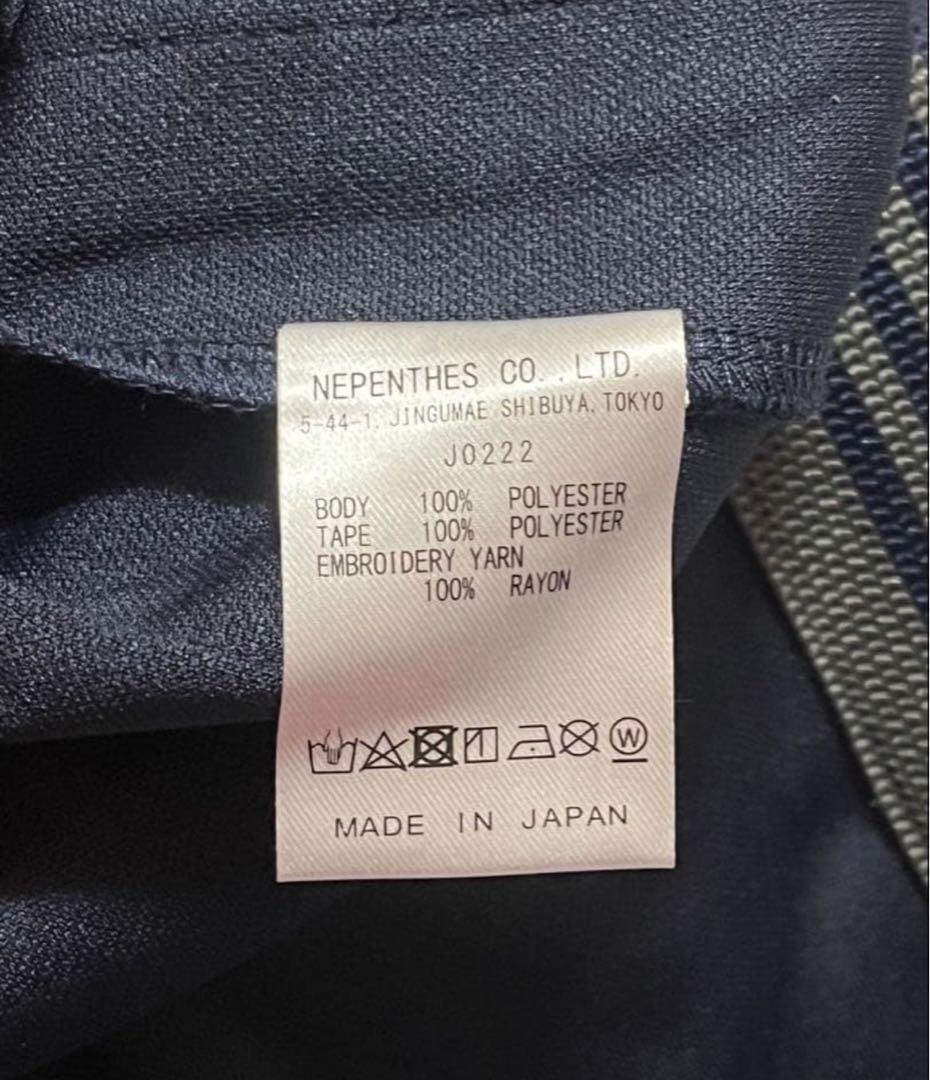 NEPENTHES CO., LTD.
5-44-1, JINGUMAE SHIBUYA, TOKYO
J0222
BODY 100% POLYESTER
TAPE 100% POLYESTER
EMBROIDERY YARN
100% RAYON
W
MADE IN JAPAN